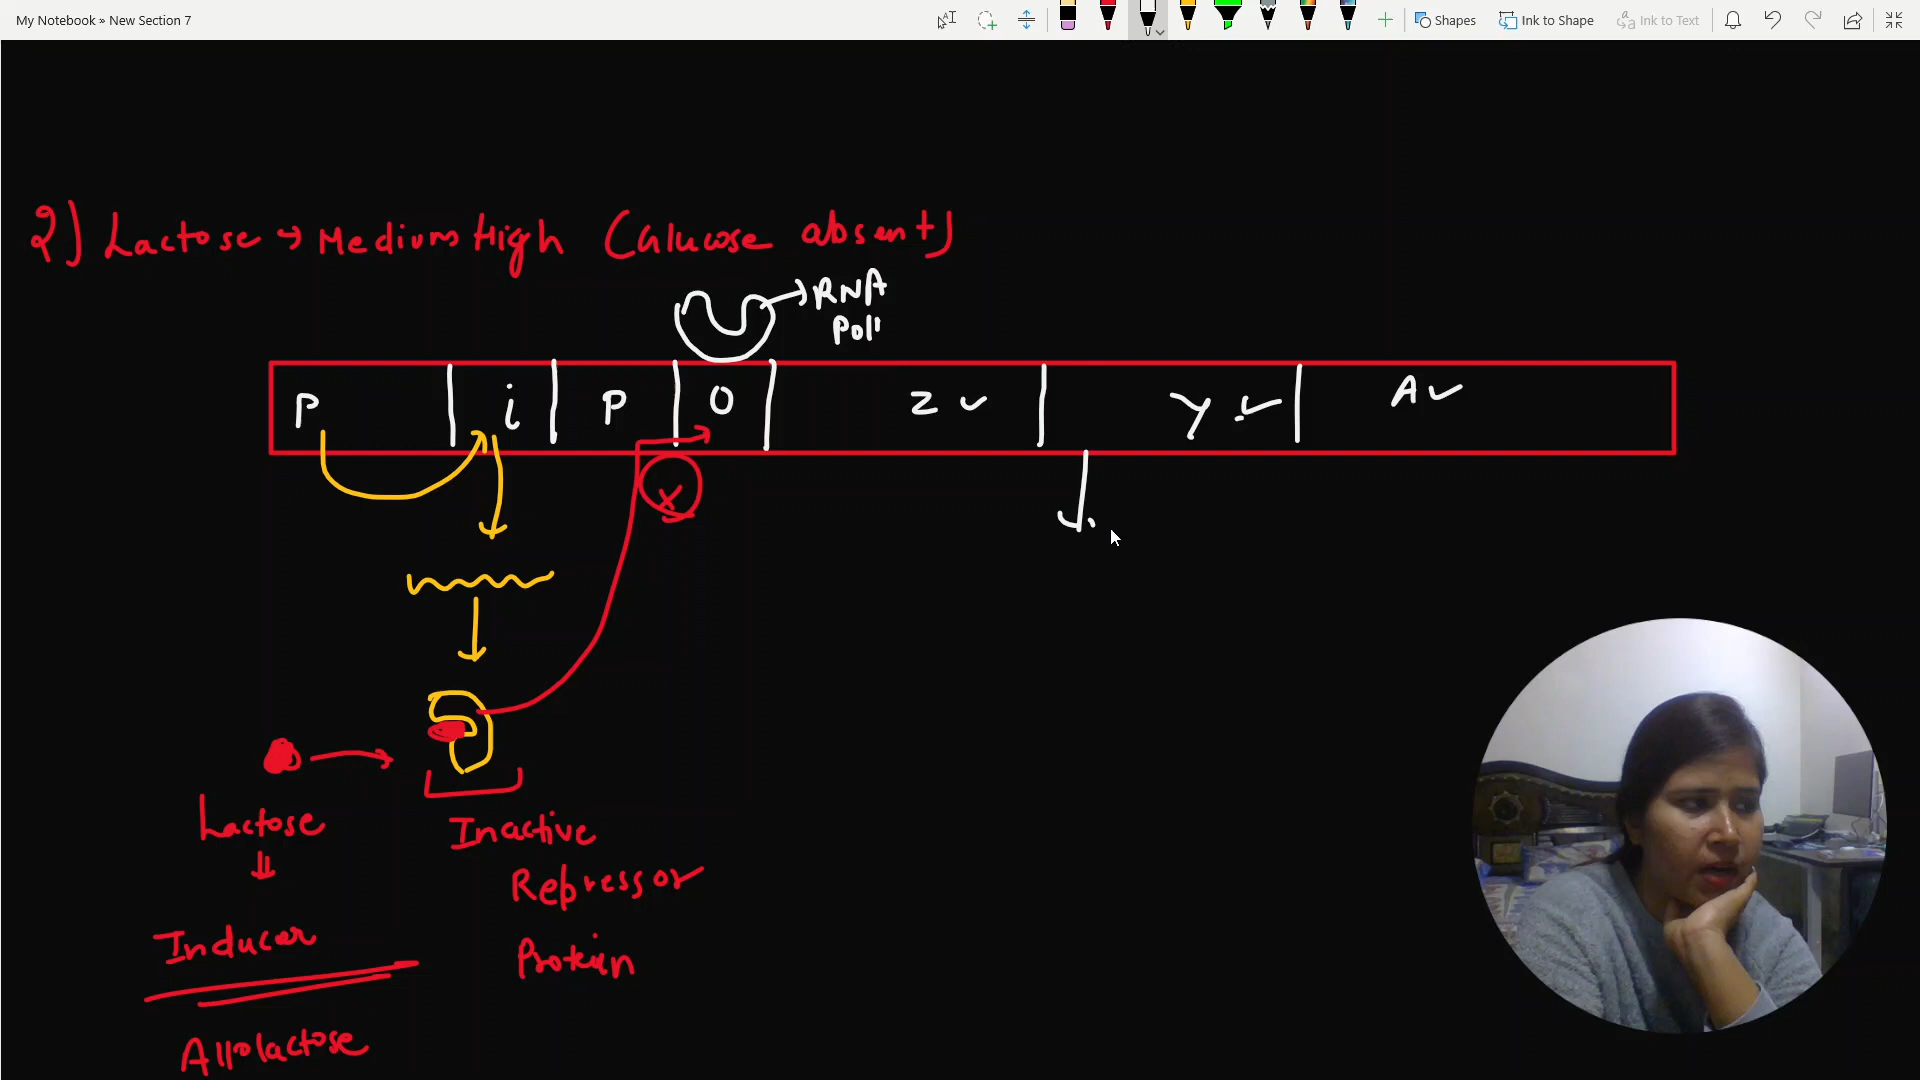 My Notebook » New Section 7
Shapes
Ink to Shape
Ink to Text
2) Lactose → Medium High (Glucose absent)
→ RNA
Poll
P i P O Z ✓ Y ✓ A ✓
X
Lactose
Inactive
Repressor
Protein
Inducer
Allolactose